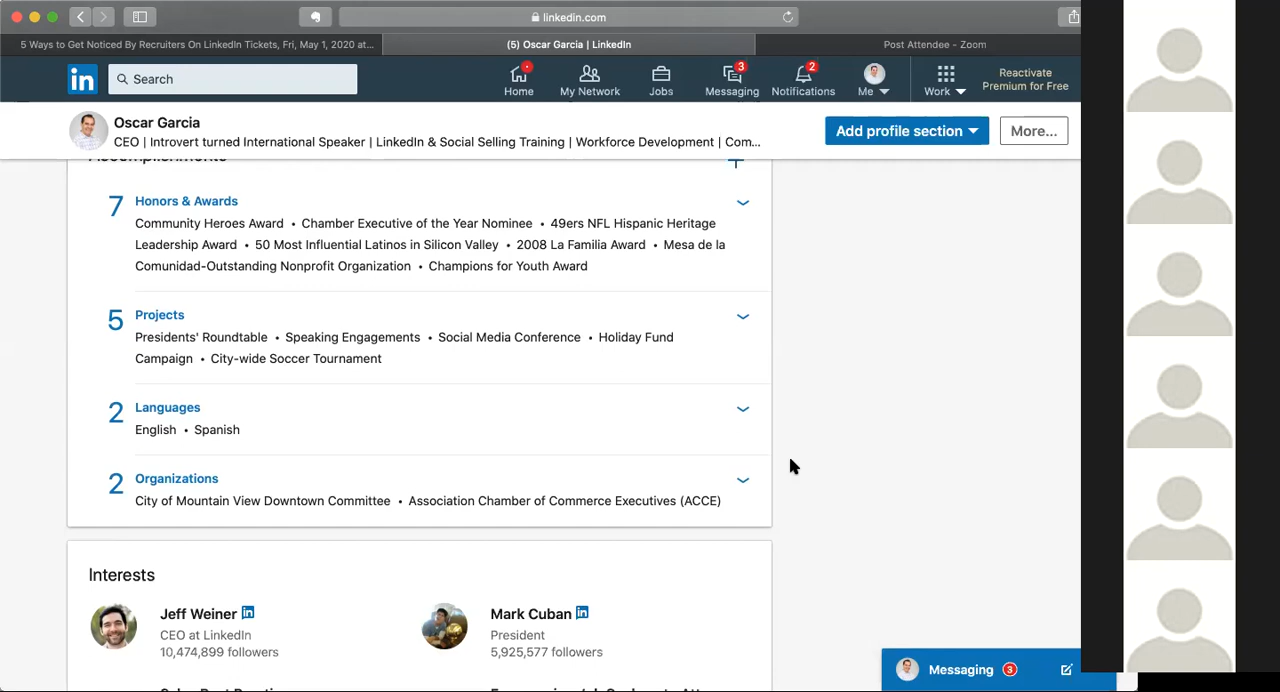 linkedin.com
5 Ways to Get Noticed By Recruiters On LinkedIn Tickets, Fri, May 1, 2020 at...
(5) Oscar Garcia | LinkedIn
Post Attendee - Zoom
in
Search
Home
My Network
Jobs
3
Messaging
2
Notifications
Me
Work
Reactivate
Premium for Free
Oscar Garcia
CEO | Introvert turned International Speaker | LinkedIn & Social Selling Training | Workforce Development | Com...
Add profile section
More...
Accomplishments
7
Honors & Awards
Community Heroes Award • Chamber Executive of the Year Nominee • 49ers NFL Hispanic Heritage
Leadership Award • 50 Most Influential Latinos in Silicon Valley • 2008 La Familia Award • Mesa de la
Comunidad-Outstanding Nonprofit Organization • Champions for Youth Award
5
Projects
Presidents' Roundtable • Speaking Engagements • Social Media Conference • Holiday Fund
Campaign • City-wide Soccer Tournament
2
Languages
English • Spanish
2
Organizations
City of Mountain View Downtown Committee • Association Chamber of Commerce Executives (ACCE)
Interests
Jeff Weiner in
CEO at LinkedIn
10,474,899 followers
Mark Cuban in
President
5,925,577 followers
Messaging 3